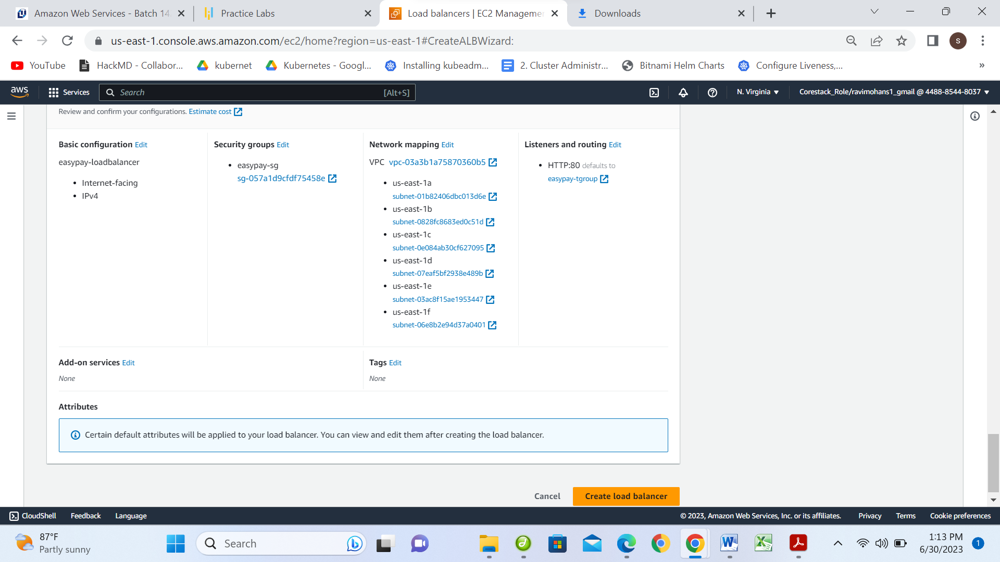 Amazon Web Services - Batch 14
Practice Labs
Load balancers | EC2 Managemen
Downloads
us-east-1.console.aws.amazon.com/ec2/home?region=us-east-1#CreateALBWizard:
S
YouTube
HackMD - Collabor...
kubernet
Kubernetes - Googl...
Installing kubeadm...
2. Cluster Administr...
Bitnami Helm Charts
Configure Liveness,...
»
aws
Services
Search
[Alt+S]
N. Virginia
Corestack_Role/ravimohans1_gmail @ 4488-8544-8037
Review and confirm your configurations. Estimate cost
Basic configuration Edit
easypay-loadbalancer
• Internet-facing
• IPv4
Security groups Edit
• easypay-sg
sg-057a1d9cfdf75458e
Network mapping Edit
VPC vpc-03a3b1a75870360b5
• us-east-1a
subnet-01b82406dbc013d6e
• us-east-1b
subnet-0828fc8683ed0c51d
• us-east-1c
subnet-0e084ab30cf627095
• us-east-1d
subnet-07eaf5bf2938e489b
• us-east-1e
subnet-03ac8f15ae1953447
• us-east-1f
subnet-06e8b2e94d37a0401
Listeners and routing Edit
• HTTP:80 defaults to
easypay-tgroup
Add-on services Edit
None
Tags Edit
None
Attributes
Certain default attributes will be applied to your load balancer. You can view and edit them after creating the load balancer.
Cancel
Create load balancer
CloudShell
Feedback
Language
© 2023, Amazon Web Services, Inc. or its affiliates.
Privacy
Terms
Cookie preferences
87°F
Partly sunny
Search
1:13 PM
6/30/2023
1